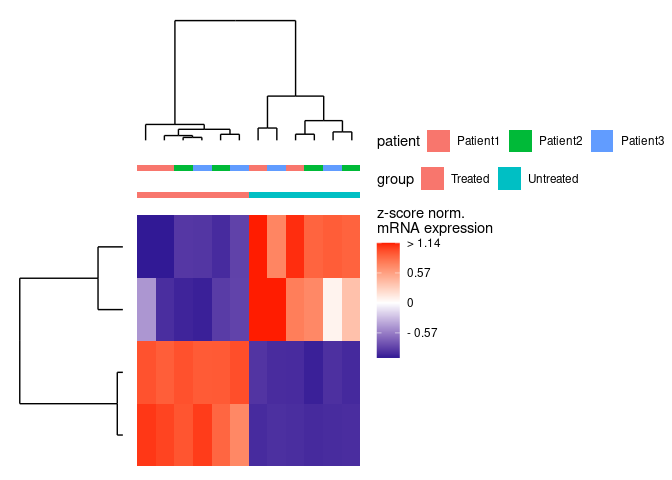 patient Patient1 Patient2 Patient3
group Treated Untreated
z-score norm.
mRNA expression
> 1.14
0.57
0
- 0.57